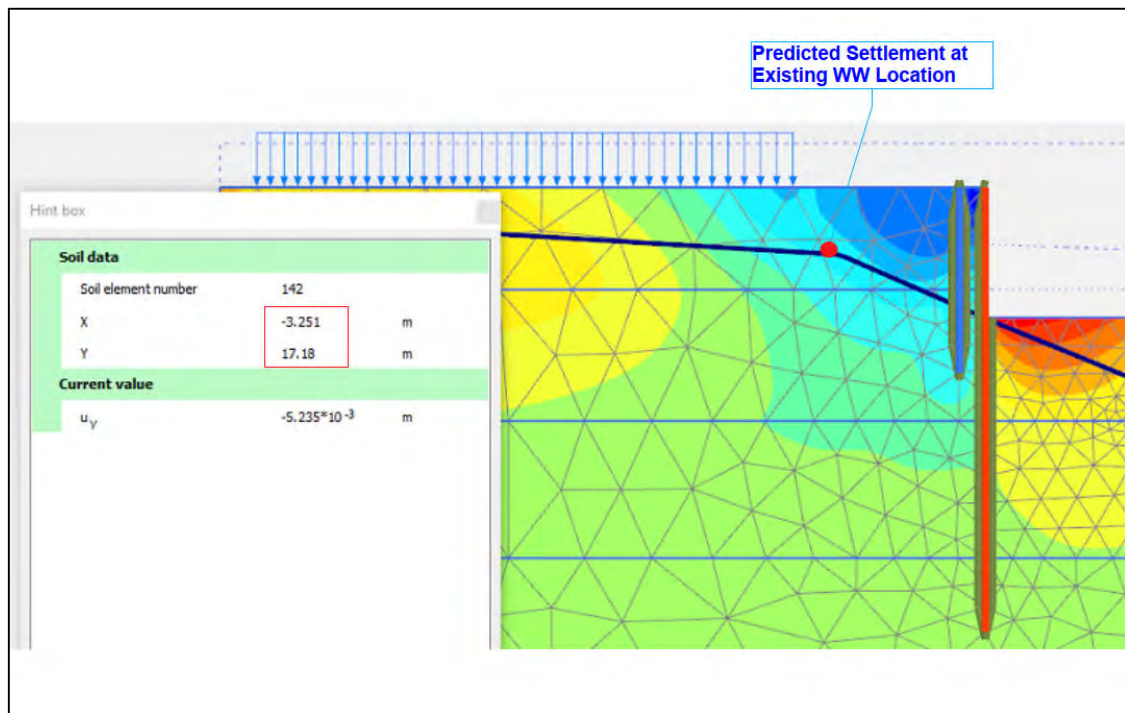 Predicted Settlement at
Existing WW Location
Hint box
Soil data
Soil element number 142
X -3.251 m
Y 17.18 m
Current value
u_y -5.235*10^-3 m